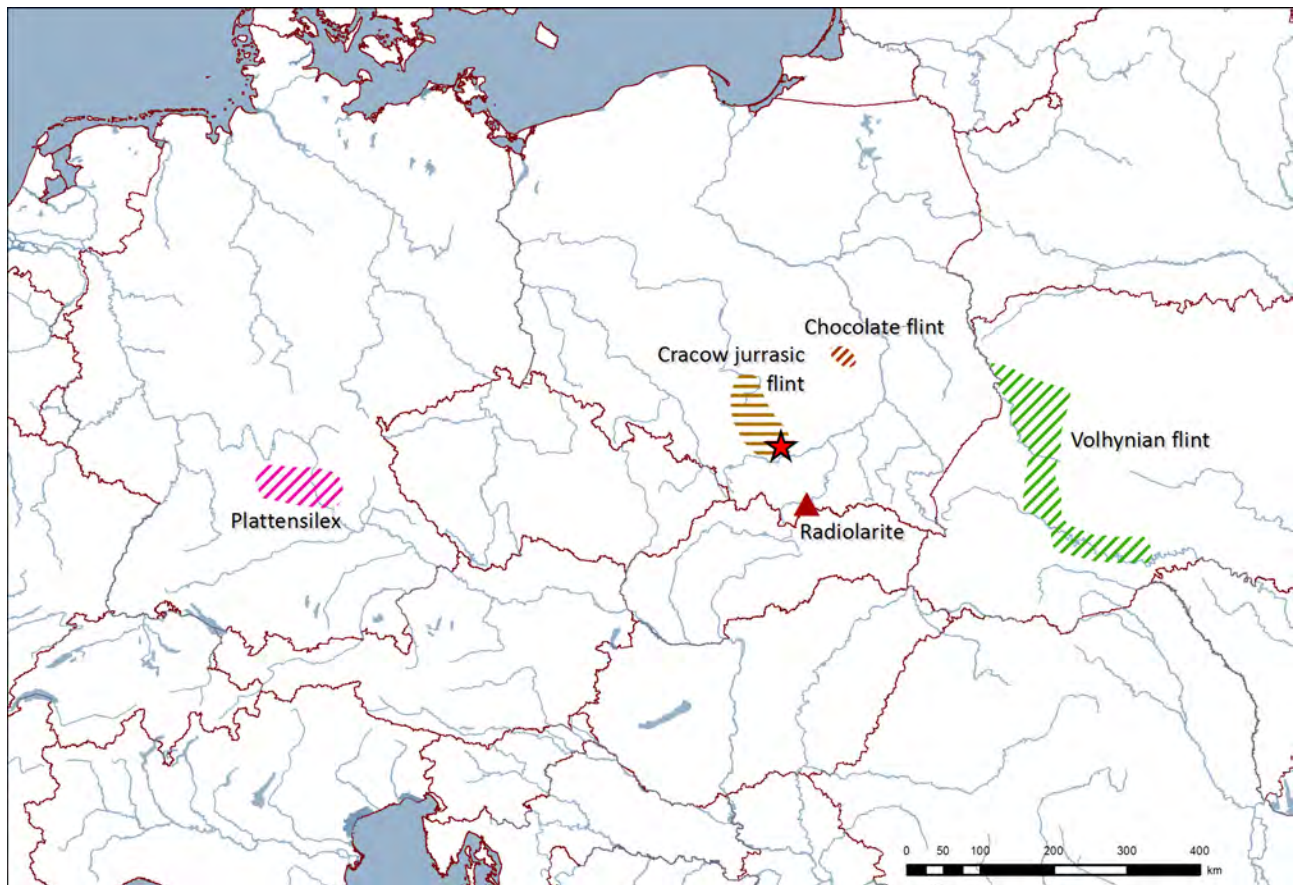 Chocolate flint
Cracow jurrasic
flint
Volhynian flint
Plattensilex
Radiolarite
0 50 100 200 300 400
km